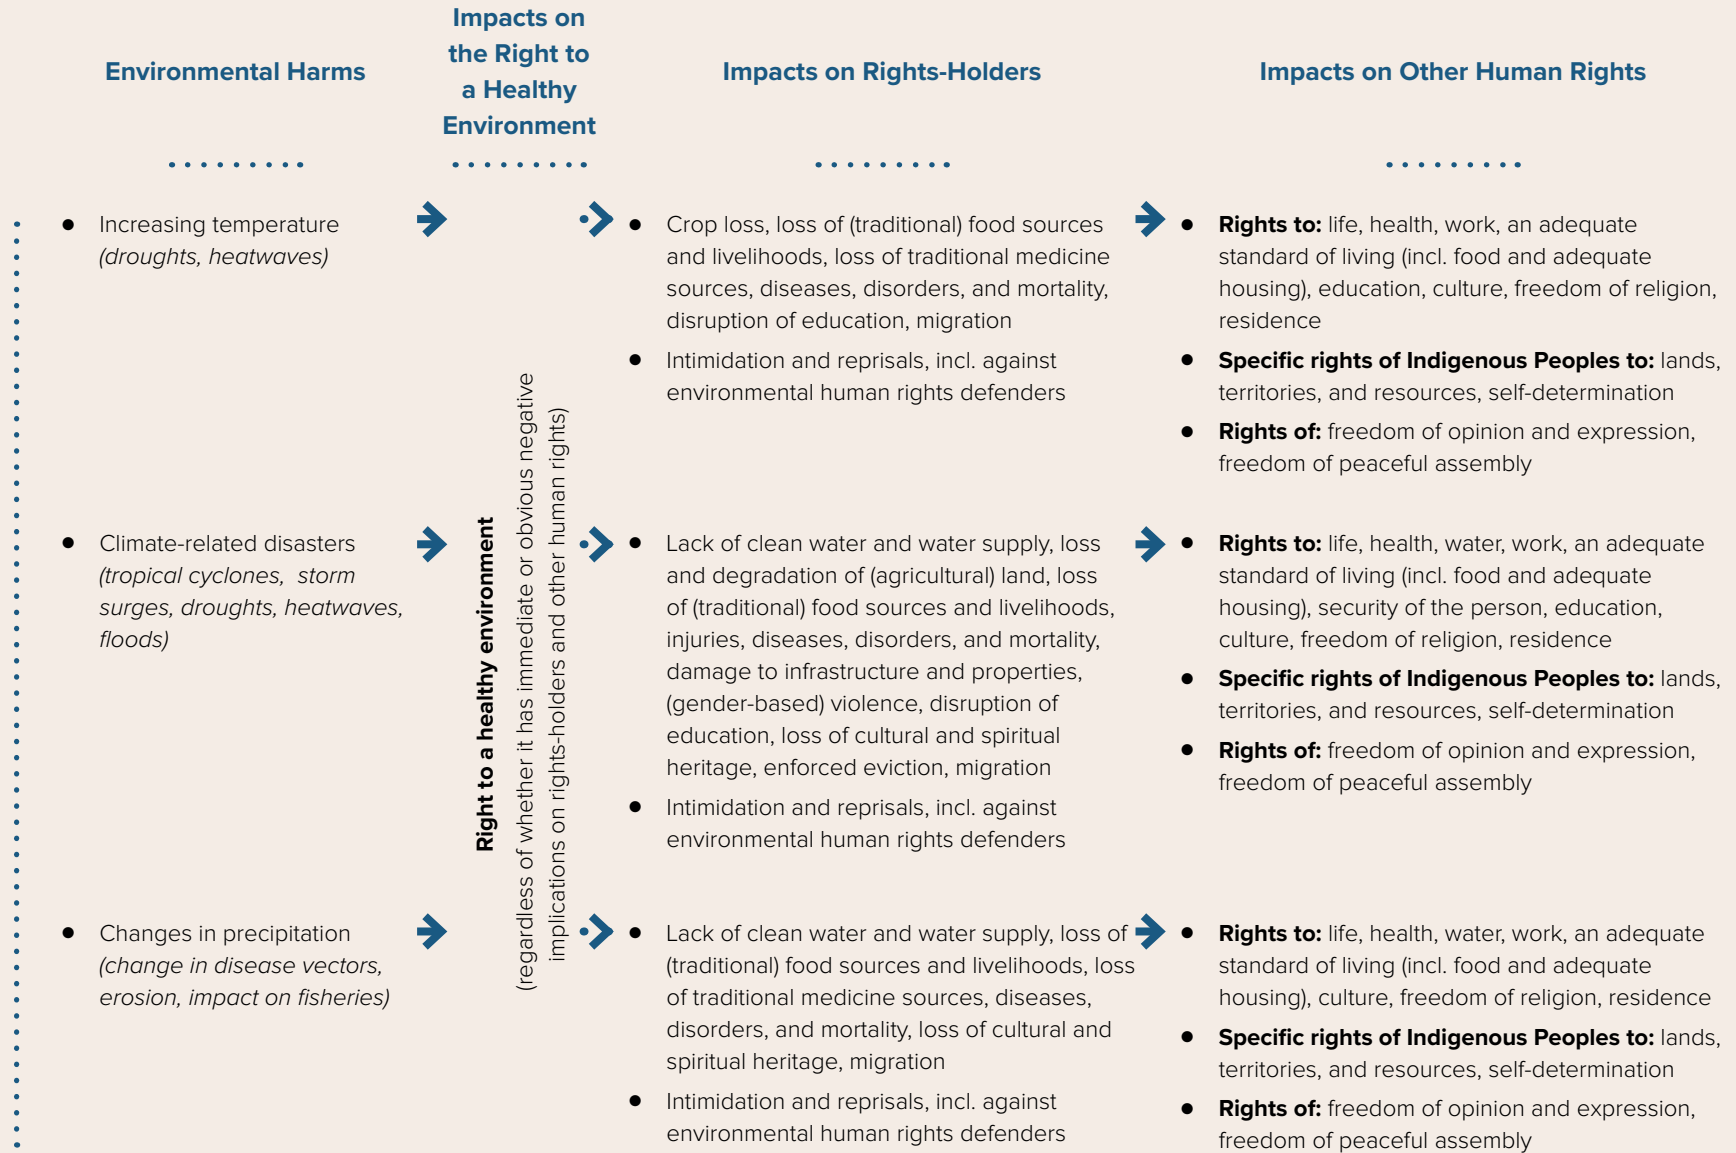 Environmental Harms
Impacts on
the Right to
a Healthy
Environment
Impacts on Rights-Holders
Impacts on Other Human Rights
● Increasing temperature
(droughts, heatwaves)
● Climate-related disasters
(tropical cyclones, storm
surges, droughts, heatwaves,
floods)
● Changes in precipitation
(change in disease vectors,
erosion, impact on fisheries)
Right to a healthy environment
(regardless of whether it has immediate or obvious negative
implications on rights-holders and other human rights)
● Crop loss, loss of (traditional) food sources
and livelihoods, loss of traditional medicine
sources, diseases, disorders, and mortality,
disruption of education, migration
● Intimidation and reprisals, incl. against
environmental human rights defenders
● Lack of clean water and water supply, loss
and degradation of (agricultural) land, loss
of (traditional) food sources and livelihoods,
injuries, diseases, disorders, and mortality,
damage to infrastructure and properties,
(gender-based) violence, disruption of
education, loss of cultural and spiritual
heritage, enforced eviction, migration
● Intimidation and reprisals, incl. against
environmental human rights defenders
● Lack of clean water and water supply, loss of
(traditional) food sources and livelihoods, loss
of traditional medicine sources, diseases,
disorders, and mortality, loss of cultural and
spiritual heritage, migration
● Intimidation and reprisals, incl. against
environmental human rights defenders
● Rights to: life, health, work, an adequate
standard of living (incl. food and adequate
housing), education, culture, freedom of religion,
residence
● Specific rights of Indigenous Peoples to: lands,
territories, and resources, self-determination
● Rights of: freedom of opinion and expression,
freedom of peaceful assembly
● Rights to: life, health, water, work, an adequate
standard of living (incl. food and adequate
housing), security of the person, education,
culture, freedom of religion, residence
● Specific rights of Indigenous Peoples to: lands,
territories, and resources, self-determination
● Rights of: freedom of opinion and expression,
freedom of peaceful assembly
● Rights to: life, health, water, work, an adequate
standard of living (incl. food and adequate
housing), culture, freedom of religion, residence
● Specific rights of Indigenous Peoples to: lands,
territories, and resources, self-determination
● Rights of: freedom of opinion and expression,
freedom of peaceful assembly